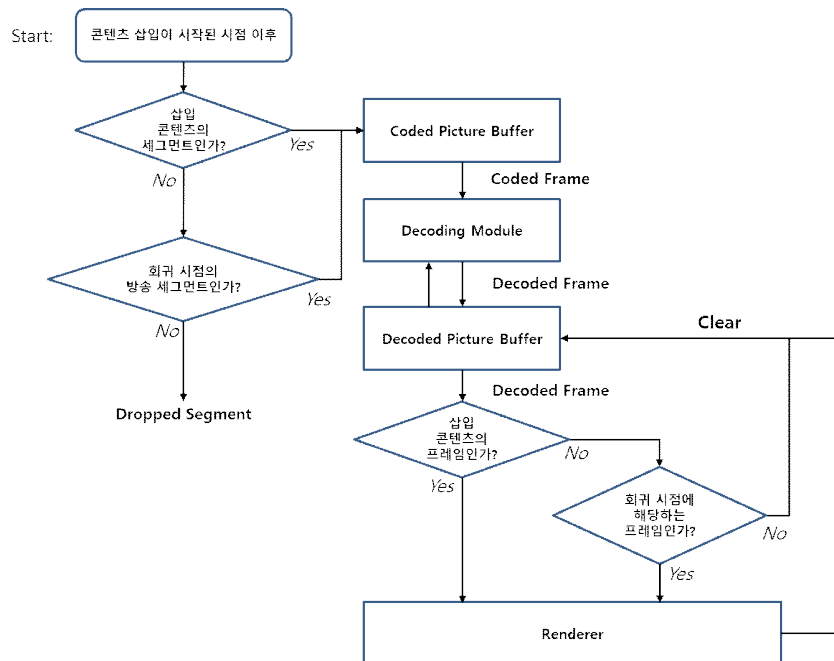 Start:
콘텐츠 삽입이 시작된 시점 이후
삽입
콘텐츠의
세그먼트인가?
Yes
No
Coded Picture Buffer
Coded Frame
Decoding Module
회귀 시점의
방송 세그먼트인가?
Yes
No
Decoded Frame
Decoded Picture Buffer
Clear
Dropped Segment
Decoded Frame
삽입
콘텐츠의
프레임인가?
No
Yes
회귀 시점에
해당하는
프레임인가?
No
Yes
Renderer